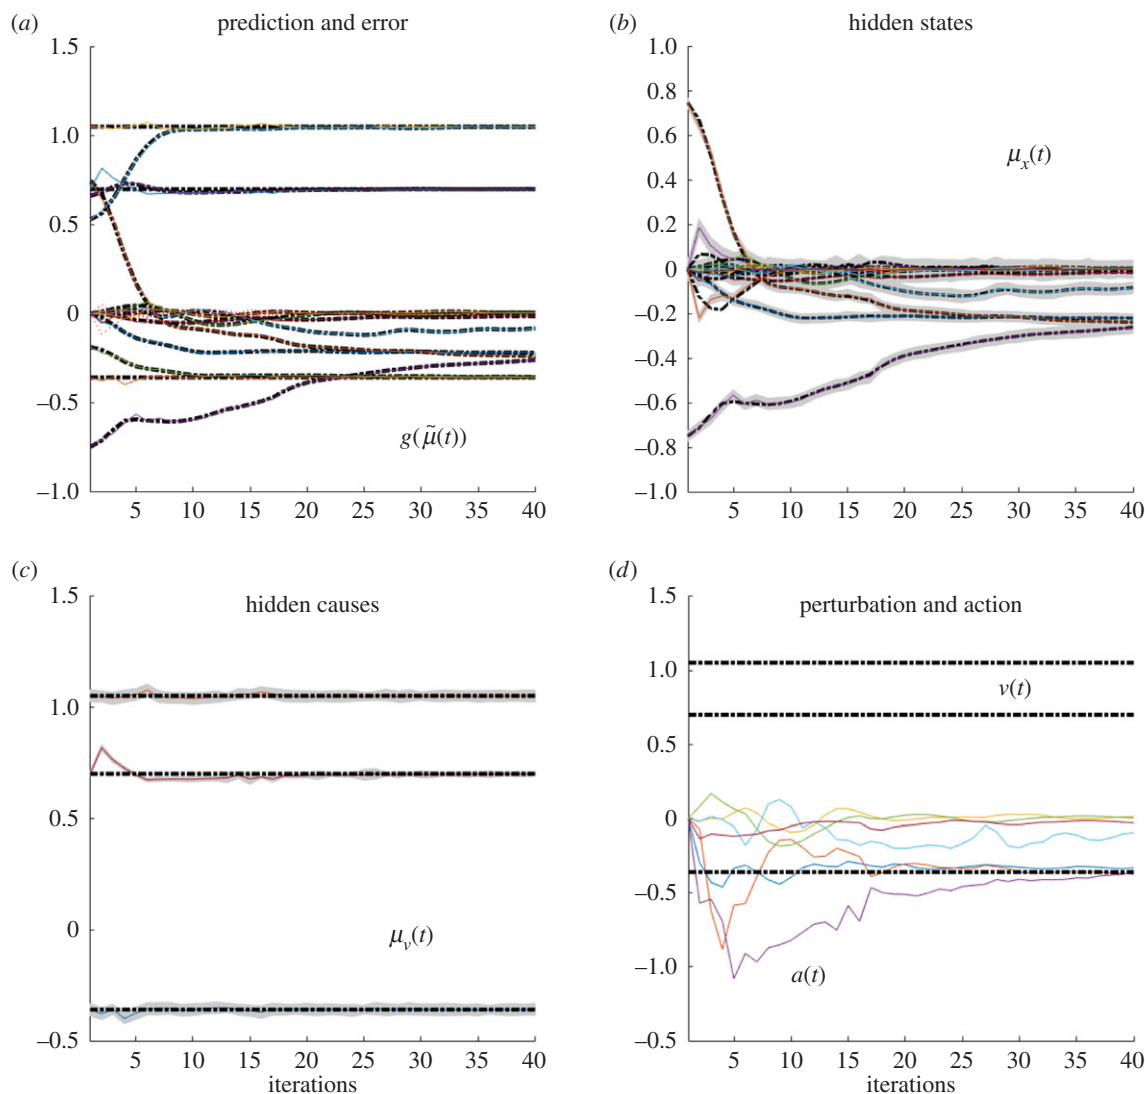 (a) prediction and error
1.5
1.0
0.5
0
–0.5
–1.0
g(μ̃(t))
5 10 15 20 25 30 35 40
(b) hidden states
1.0
0.8
0.6
0.4
0.2
0
–0.2
–0.4
–0.6
–0.8
–1.0
μx(t)
5 10 15 20 25 30 35 40
(c) hidden causes
1.5
1.0
0.5
0
–0.5
μv(t)
5 10 15 20 25 30 35 40
iterations
(d) perturbation and action
1.5
1.0
0.5
0
–0.5
–1.0
–0.5
v(t)
a(t)
5 10 15 20 25 30 35 40
iterations